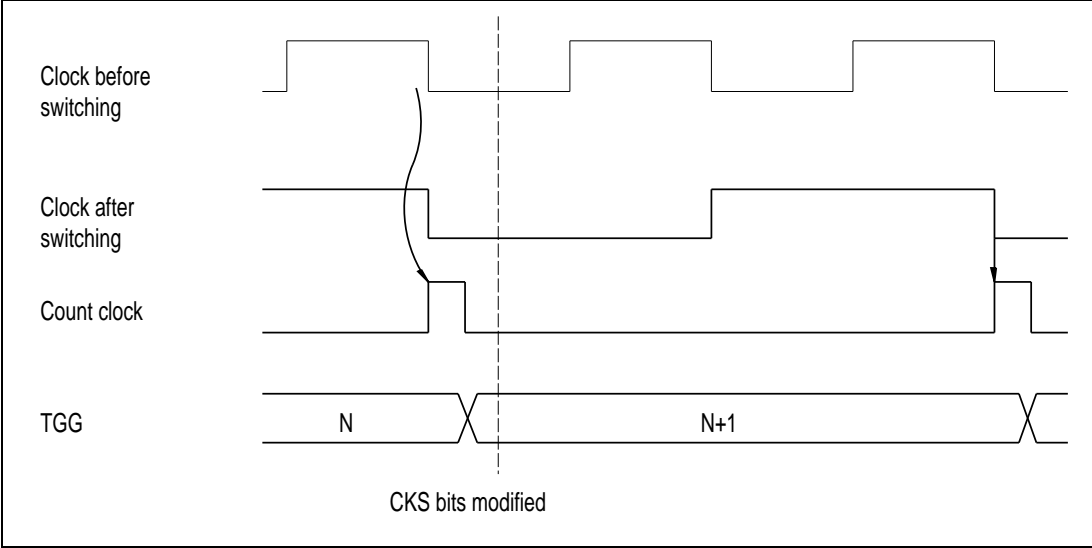 Clock before
switching
Clock after
switching
Count clock
TGG
N
N+1
CKS bits modified